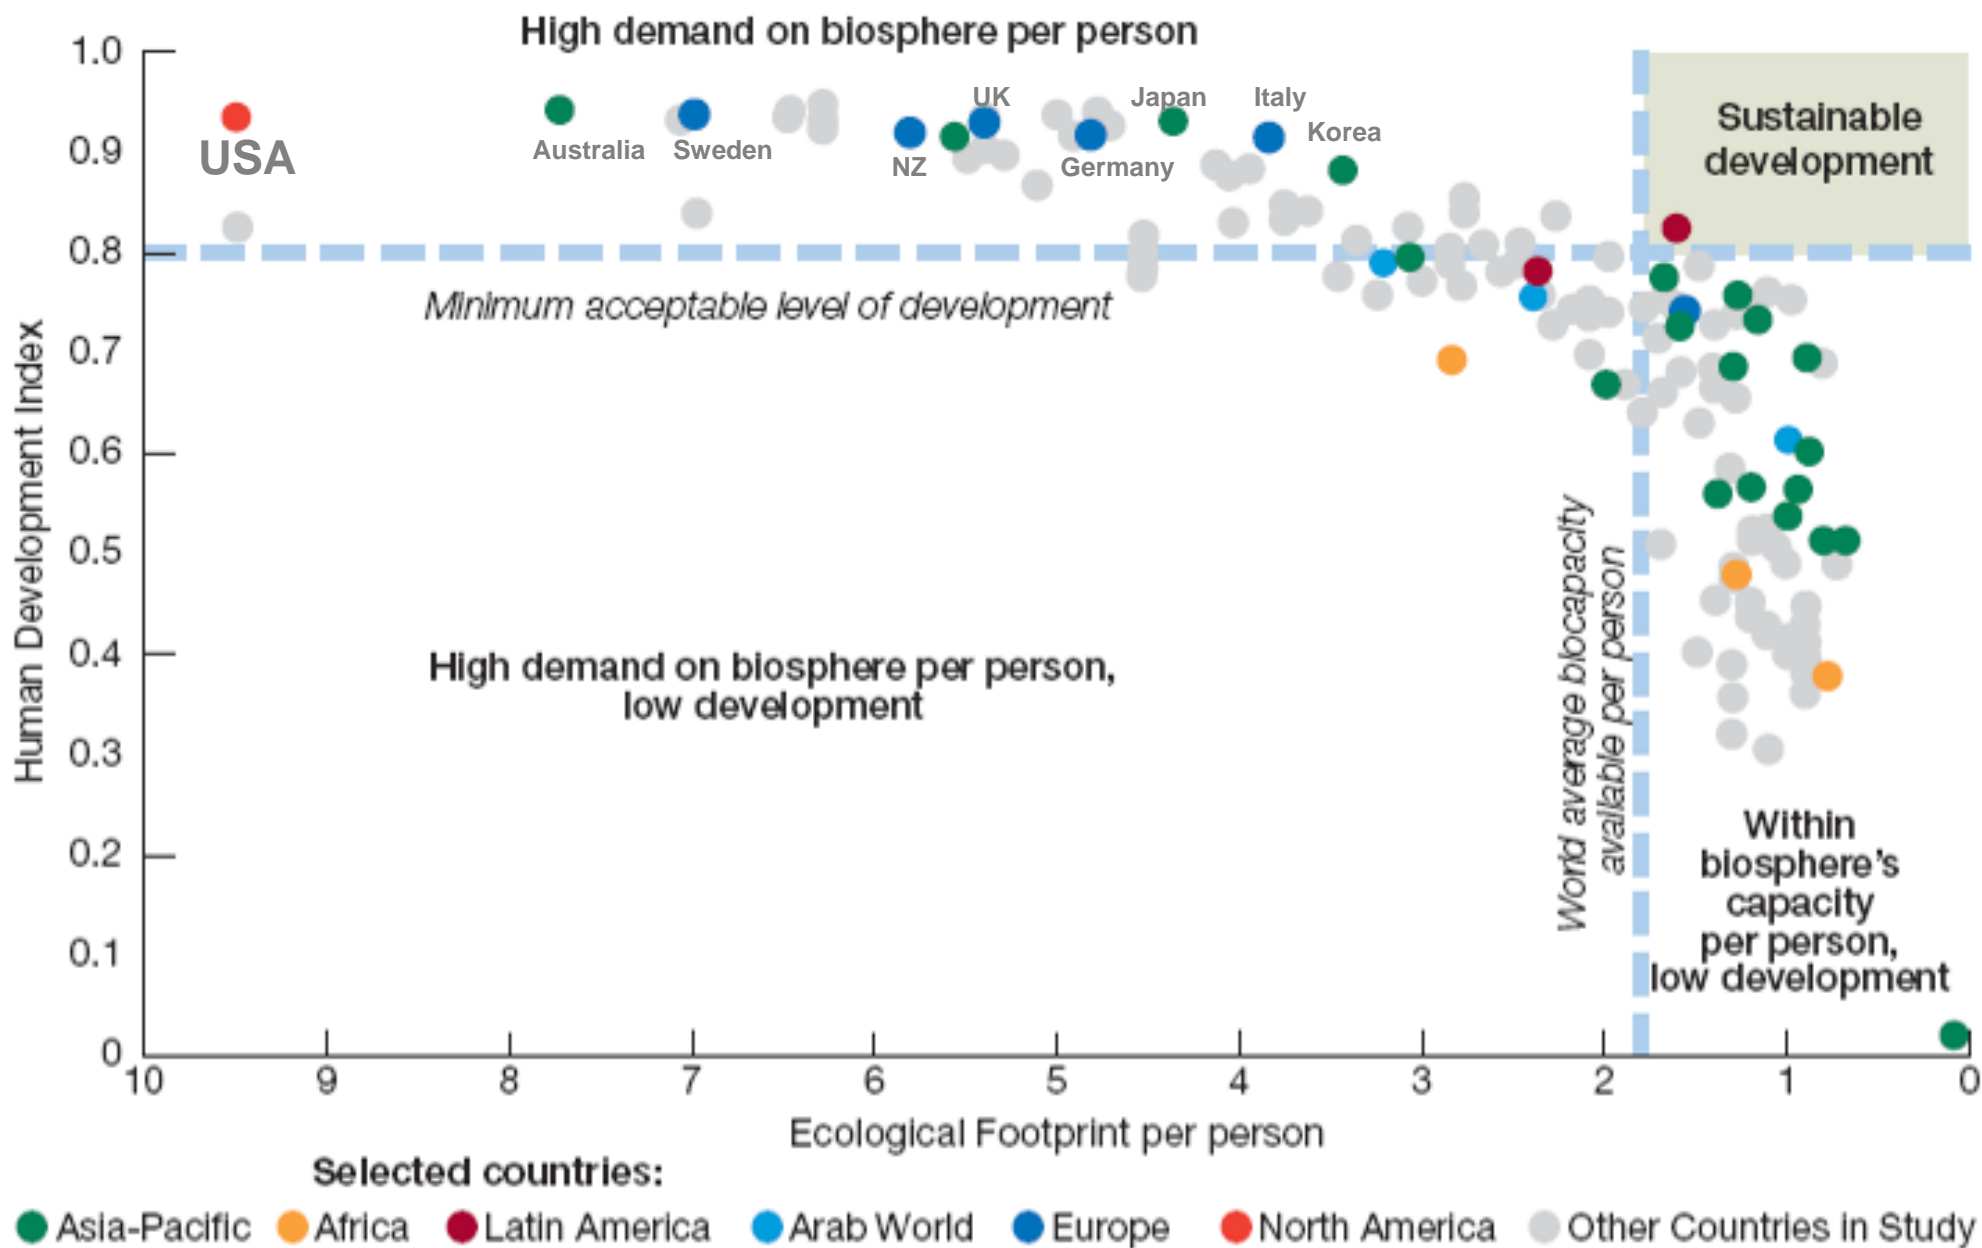 High demand on biosphere per person
1.0
0.9
0.8
0.7
0.6
0.5
0.4
0.3
0.2
0.1
0
Human Development Index
USA
Australia
Sweden
NZ
UK
Germany
Japan
Italy
Korea
Sustainable
development
Minimum acceptable level of development
High demand on biosphere per person,
low development
World average blocapacity
available per person
Within
biosphere's
capacity
per person,
low development
10 9 8 7 6 5 4 3 2 1 0
Ecological Footprint per person
Selected countries:
Asia-Pacific Africa Latin America Arab World Europe North America Other Countries in Study